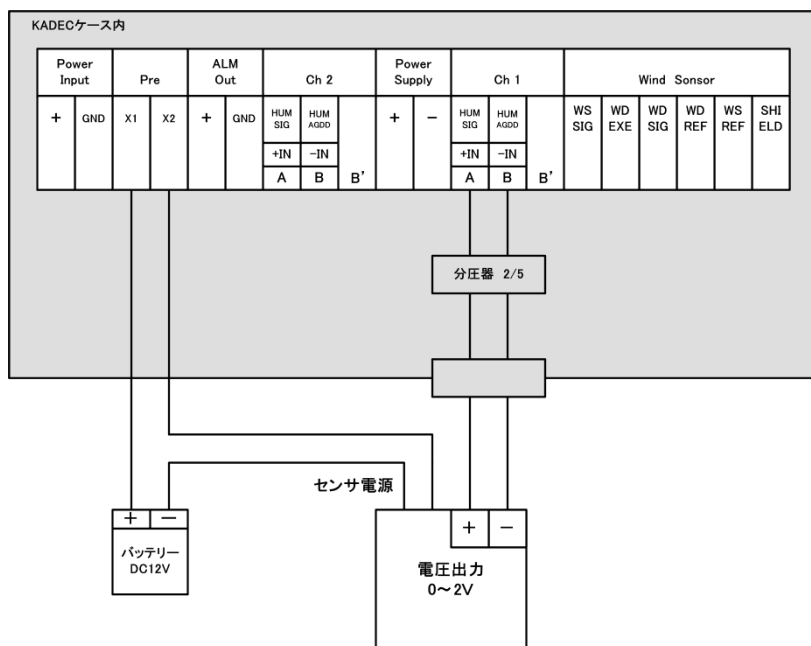 KADECケース内
Power Input
Pre
ALM Out
Ch 2
Power Supply
Ch 1
Wind Sonsor
+
GND
X1
X2
+
GND
HUM SIG
HUM AGDD
+
−
HUM SIG
HUM AGDD
WS SIG
WD EXE
WD SIG
WD REF
WS REF
SHI ELD
+IN
−IN
+IN
−IN
A
B
B’
A
B
B’
分圧器 2/5
センサ電源
+
−
+
−
バッテリー
DC12V
電圧出力
0～2V